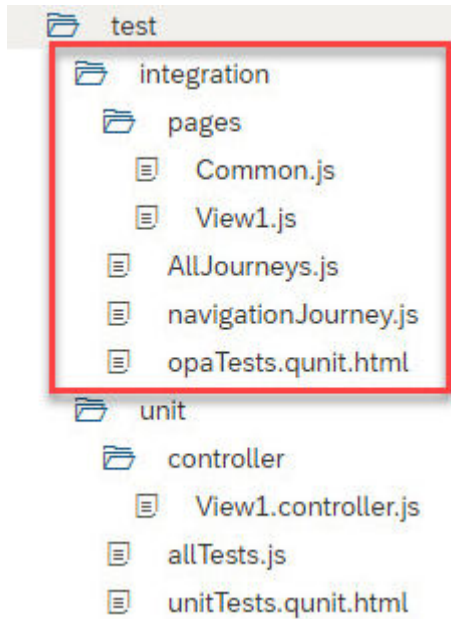 test
integration
pages
Common.js
View1.js
AllJourneys.js
navigationJourney.js
opaTests.qunit.html
unit
controller
View1.controller.js
allTests.js
unitTests.qunit.html